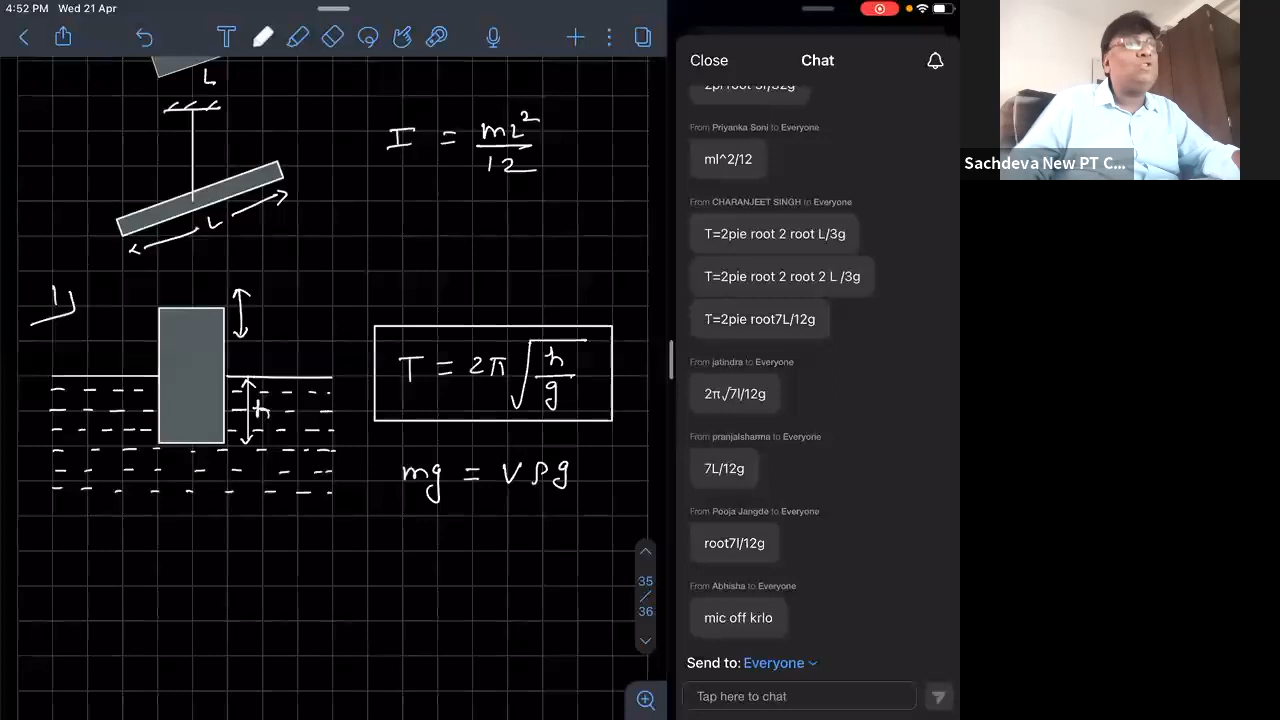 4:52 PM Wed 21 Apr
L
I = mL²/12
L
1)
h
T = 2π √h/g
mg = Vρg
35
36
Close
Chat
From Priyanka Soni to Everyone
ml^2/12
From CHARANJEET SINGH to Everyone
T=2pie root 2 root L/3g
T=2pie root 2 root 2 L /3g
T=2pie root7L/12g
From jatindra to Everyone
2π√7l/12g
From pranjalsharma to Everyone
7L/12g
From Pooja Jangde to Everyone
root7l/12g
From Abhisha to Everyone
mic off krlo
Send to: Everyone
Tap here to chat
Sachdeva New PT C...